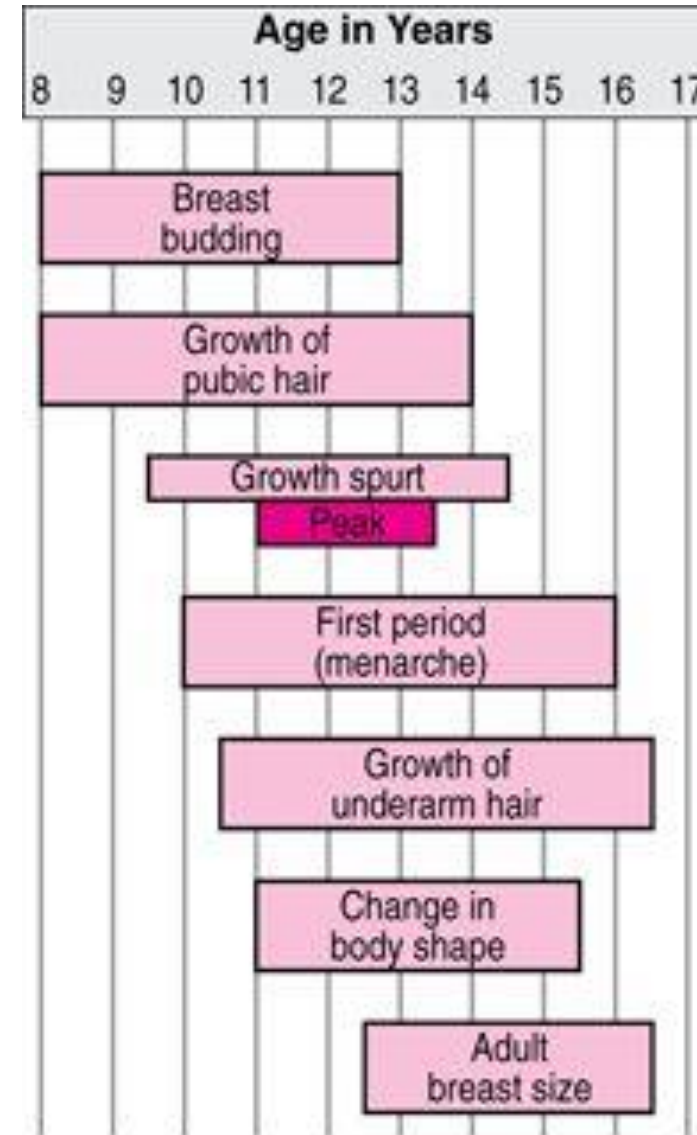 Age in Years
8 9 10 11 12 13 14 15 16 17
Breast
budding
Growth of
pubic hair
Growth spurt
Peak
First period
(menarche)
Growth of
underarm hair
Change in
body shape
Adult
breast size